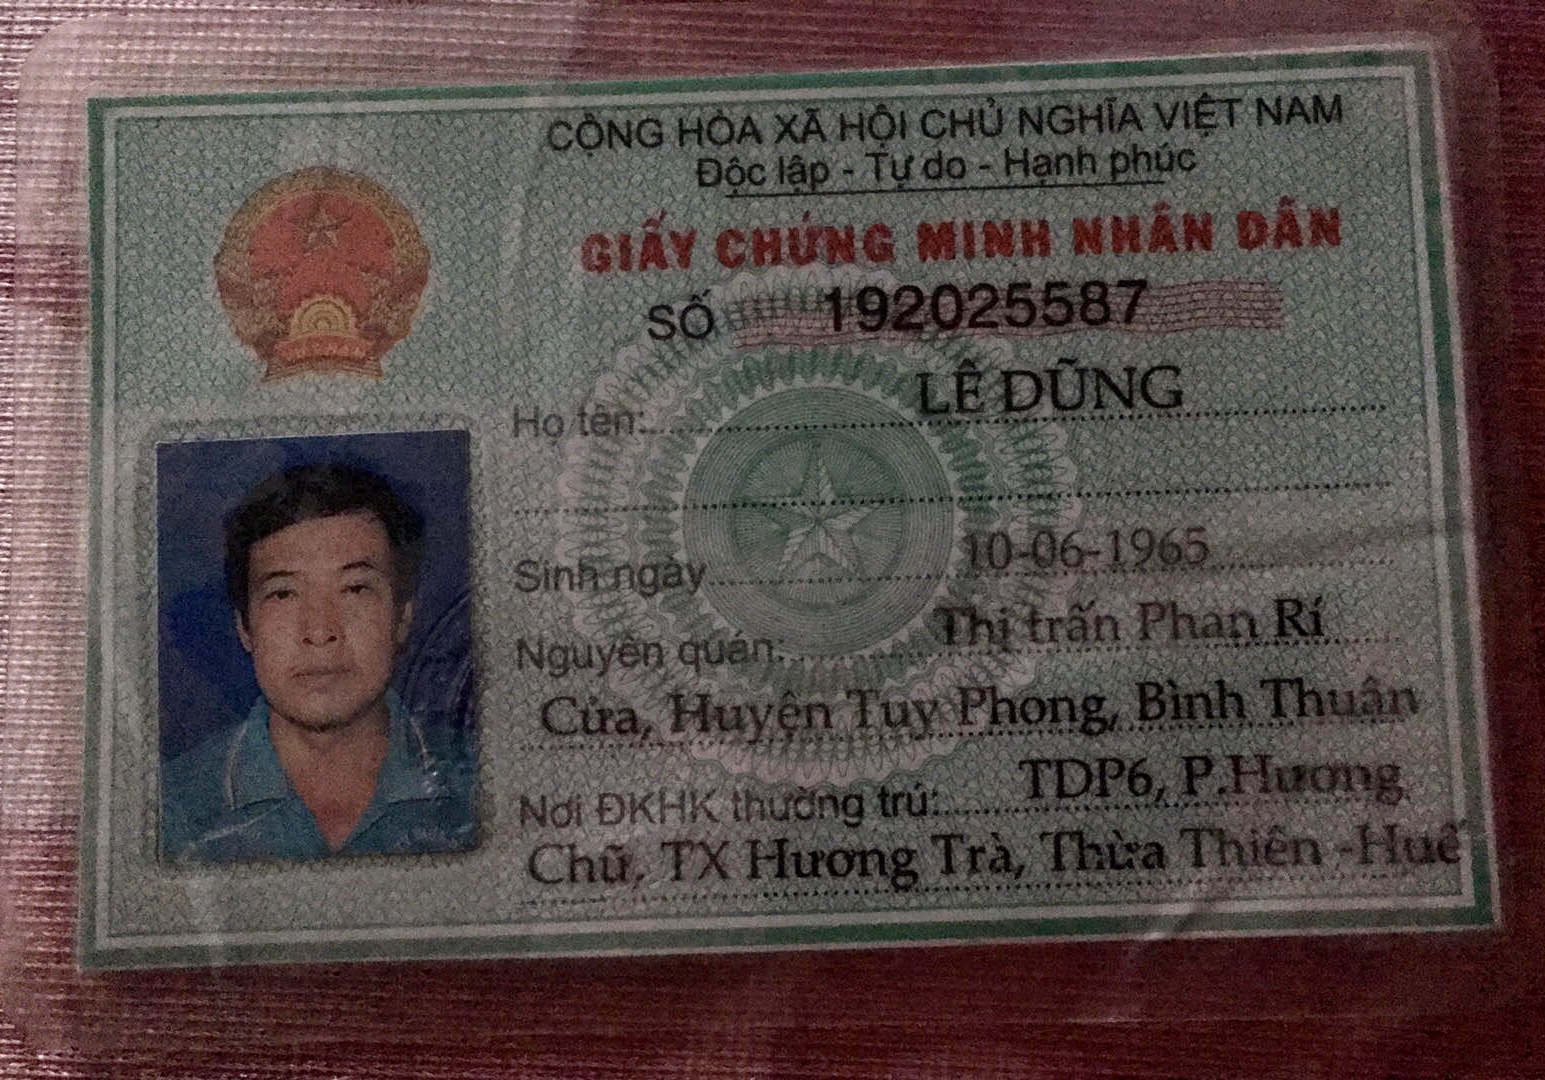 CỘNG HÒA XÃ HỘI CHỦ NGHĨA VIỆT NAM
Độc lập - Tự do - Hạnh phúc
GIẤY CHỨNG MINH NHÂN DÂN
SỐ 192025587
Họ tên: LÊ DŨNG
Sinh ngày 10-06-1965
Nguyên quán: Thị trấn Phan Rí
Cửa, Huyện Tuy Phong, Bình Thuận
Nơi ĐKHK thường trú: TDP6, P.Hương
Chữ, TX Hương Trà, Thừa Thiên -Huế